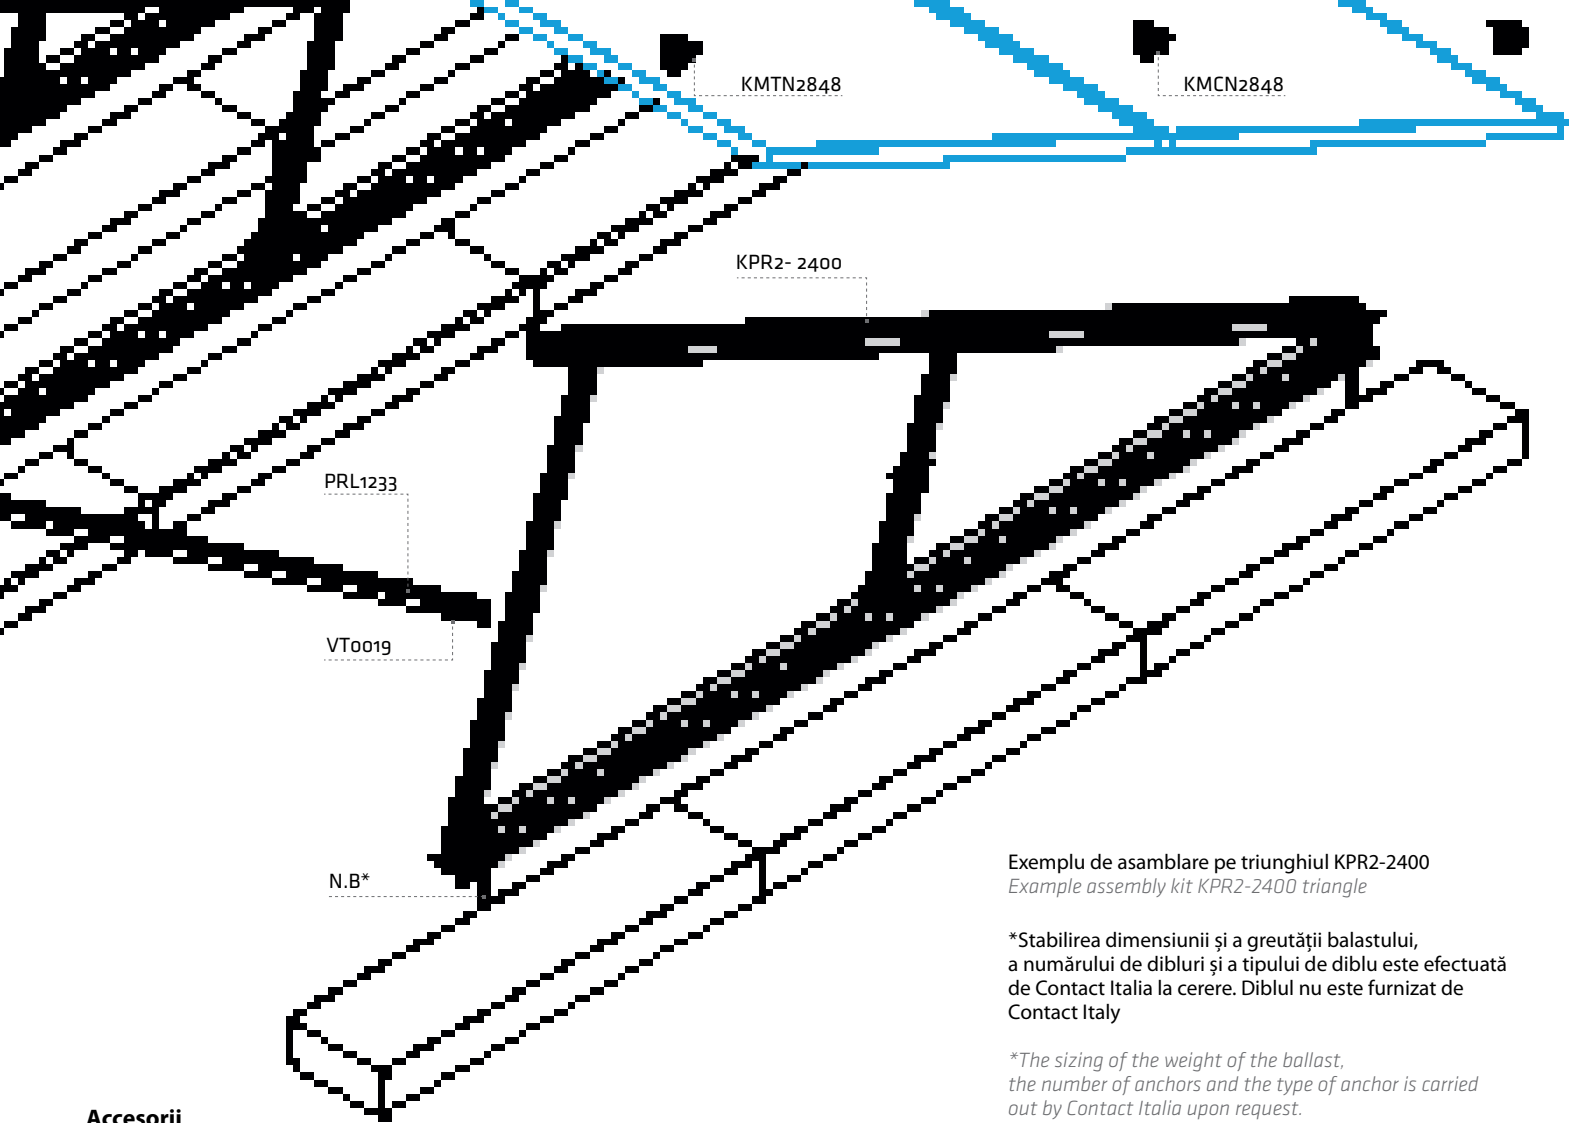 KMTN2848
KMCN2848
KPR2- 2400
PRL1233
VT0019
N.B*
Exemplu de asamblare pe triunghiul KPR2-2400
Example assembly kit KPR2-2400 triangle
*Stabilirea dimensiunii și a greutății balastului,
a numărului de dibluri și a tipului de diblu este efectuată
de Contact Italia la cerere. Diblul nu este furnizat de
Contact Italy
*The sizing of the weight of the ballast,
the number of anchors and the type of anchor is carried
out by Contact Italia upon request.
Accesorii